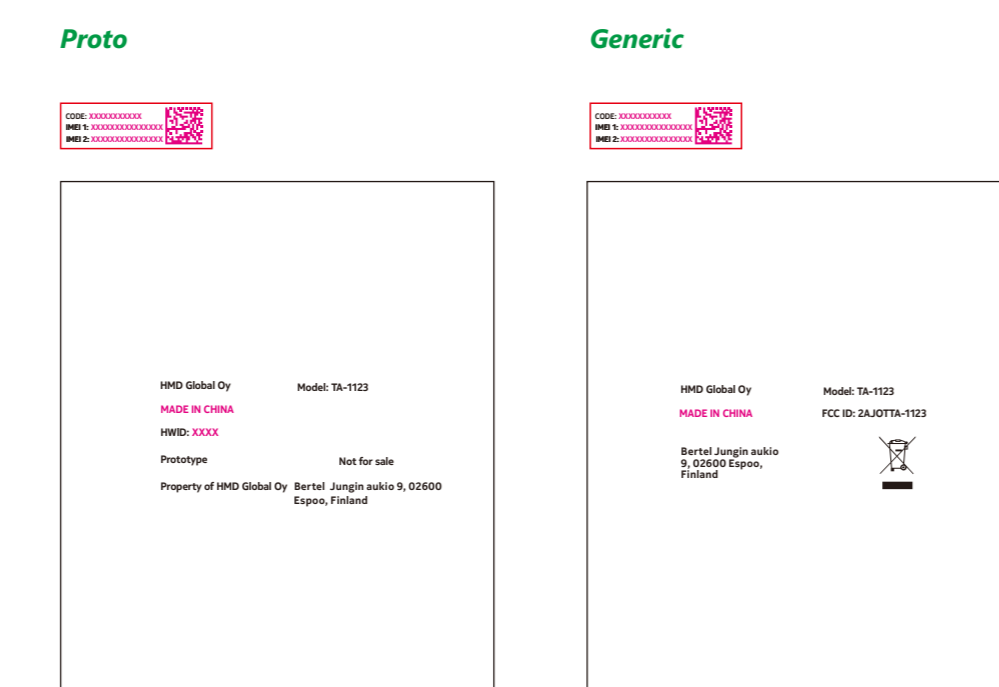 Proto
CODE: XXXXXXXXXXX
IMEI 1: XXXXXXXXXXXXXXX
IMEI 2: XXXXXXXXXXXXXXX
HMD Global Oy
Model: TA-1123
MADE IN CHINA
HWID: XXXX
Prototype
Not for sale
Property of HMD Global Oy
Bertel Jungin aukio 9, 02600
Espoo, Finland
Generic
CODE: XXXXXXXXXXX
IMEI 1: XXXXXXXXXXXXXXX
IMEI 2: XXXXXXXXXXXXXXX
HMD Global Oy
Model: TA-1123
MADE IN CHINA
FCC ID: 2AJOTTA-1123
Bertel Jungin aukio
9, 02600 Espoo,
Finland